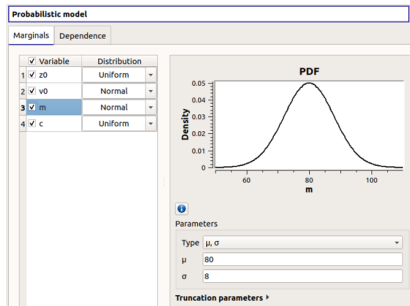 Probabilistic model
Marginals Dependence
Variable Distribution
1 z0 Uniform
2 v0 Normal
3 m Normal
4 c Uniform
PDF
Density
0.05
0.04
0.03
0.02
0.01
0
60 80 100
m
Parameters
Type μ, σ
μ 80
σ 8
Truncation parameters